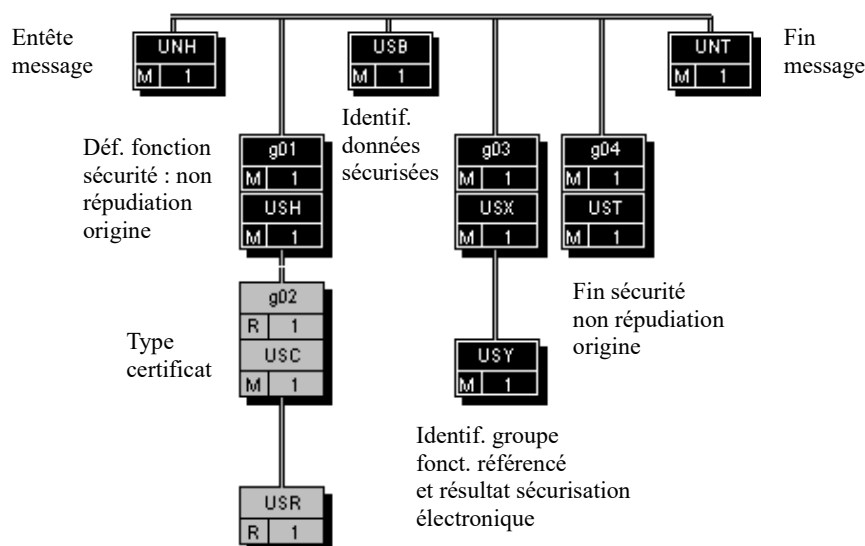 Entête
message
UNH
M 1
USB
M 1
UNT
M 1
Fin
message
Identif.
données
sécurisées
Déf. fonction
sécurité : non
répudiation
origine
g01
M 1
USH
M 1
g03
M 1
USX
M 1
g04
M 1
UST
M 1
Fin sécurité
non répudiation
origine
Type
certificat
g02
R 1
USC
M 1
USY
M 1
Identif. groupe
fonct. référencé
et résultat sécurisation
électronique
USR
R 1